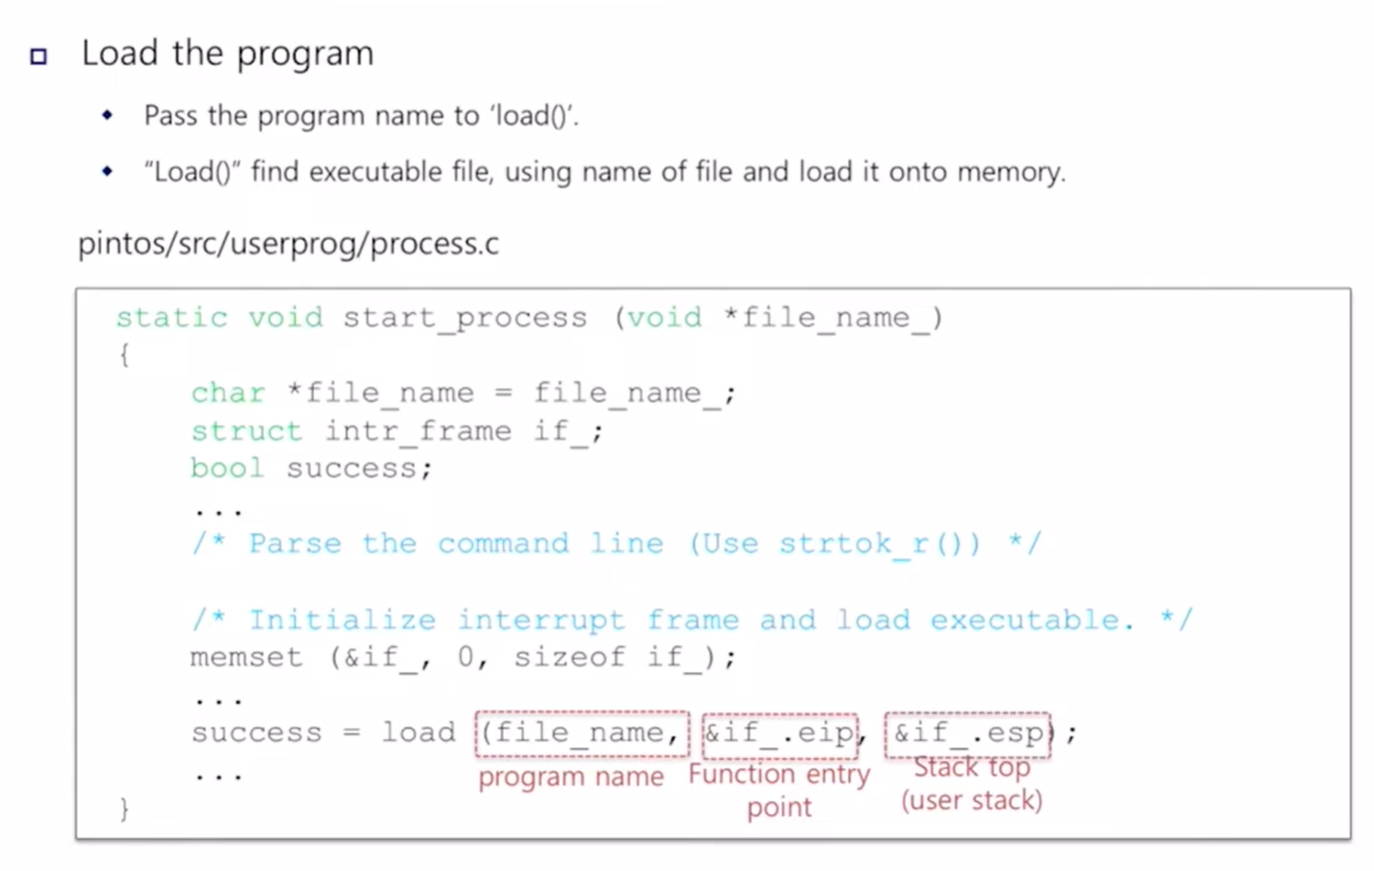 Load the program
Pass the program name to ‘load()’.
“Load()” find executable file, using name of file and load it onto memory.
pintos/src/userprog/process.c
static void start_process (void *file_name_)
{
char *file_name = file_name_;
struct intr_frame if_;
bool success;
...
/* Parse the command line (Use strtok_r()) */
/* Initialize interrupt frame and load executable. */
memset (&if_, 0, sizeof if_);
...
success = load (file_name, &if_.eip, &if_.esp);
...
program name Function entry point Stack top (user stack)
}